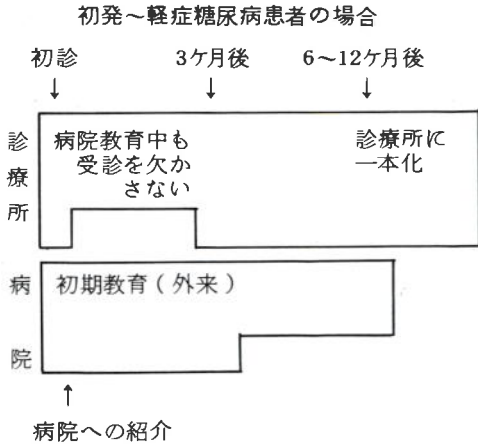 初発～軽症糖尿病患者の場合
初診
3ケ月後
6～12ケ月後
診療所
病院教育中も
受診を欠か
さない
診療所に
一本化
病院
初期教育（外来）
病院への紹介